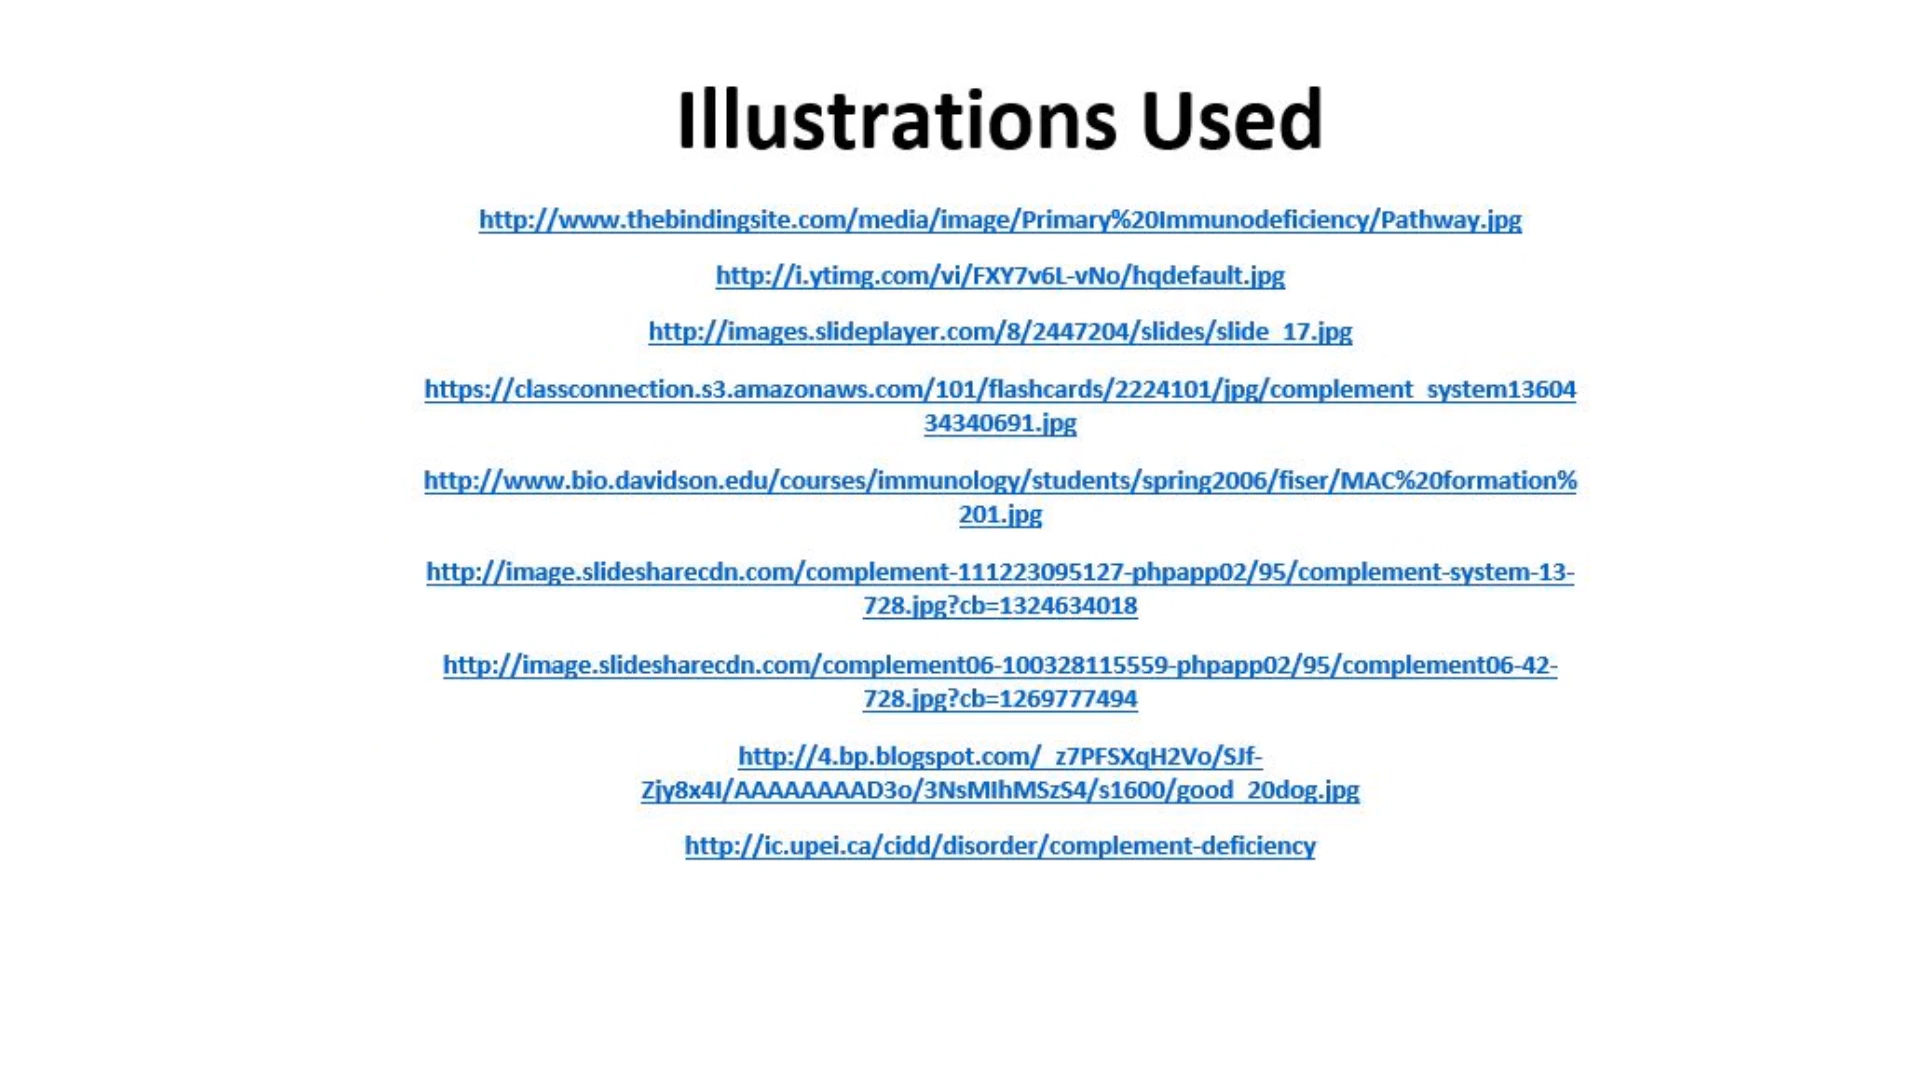 Illustrations Used
http://www.thebindingsite.com/media/image/Primary%20Immunodeficiency/Pathway.jpg
http://i.ytimg.com/vi/FXY7v6L-vNo/hqdefault.jpg
http://images.slideplayer.com/8/2447204/slides/slide_17.jpg
https://classconnection.s3.amazonaws.com/101/flashcards/2224101/jpg/complement_system13604
34340691.jpg
http://www.bio.davidson.edu/courses/immunology/students/spring2006/fiser/MAC%20formation%
201.jpg
http://image.slidesharecdn.com/complement-111223095127-phpapp02/95/complement-system-13-
728.jpg?cb=1324634018
http://image.slidesharecdn.com/complement06-100328115559-phpapp02/95/complement06-42-
728.jpg?cb=1269777494
http://4.bp.blogspot.com/_z7PFSXqH2Vo/SJf-
Zjy8x4I/AAAAAAAAD3o/3NsMIhMSzS4/s1600/good_20dog.jpg
http://ic.upei.ca/cidd/disorder/complement-deficiency